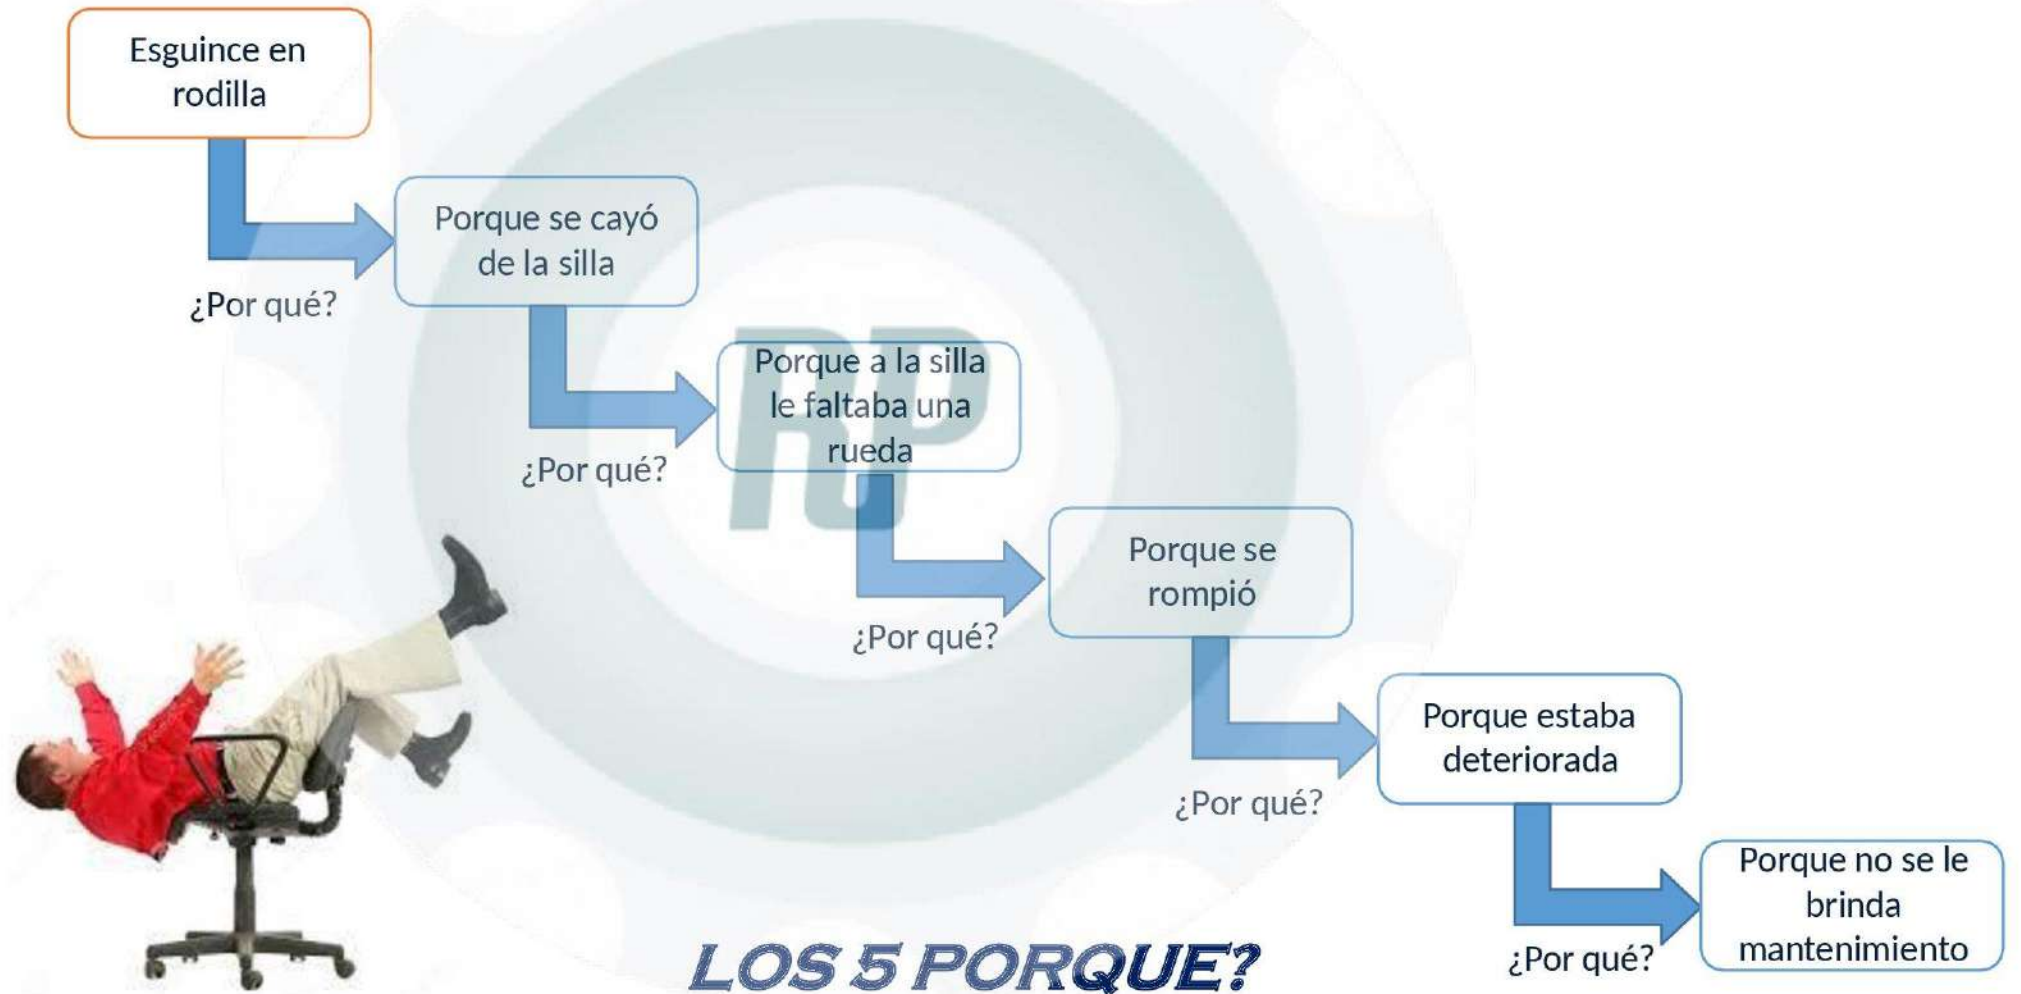 Esguince en
rodilla
¿Por qué?
Porque se cayó
de la silla
¿Por qué?
Porque a la silla
le faltaba una
rueda
RP
¿Por qué?
Porque se
rompió
¿Por qué?
Porque estaba
deteriorada
¿Por qué?
Porque no se le
brinda
mantenimiento
LOS 5 PORQUE?